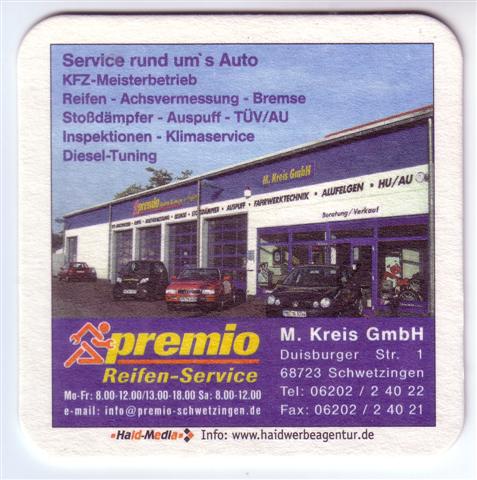 Service rund um`s Auto
KFZ-Meisterbetrieb
Reifen - Achsvermessung - Bremse
Stoßdämpfer - Auspuff - TÜV/AU
Inspektionen - Klimaservice
Diesel-Tuning
M. Kreis GmbH
premio
STOSSDÄMPFER • AUSPUFF • FAHRWERKTECHNIK • ALUFELGEN • HU/AU
Beratung/Verkauf
premio
Reifen-Service
Mo-Fr: 8.00-12.00/13.00-18.00 Sa: 8.00-12.00
e-mail: info@premio-schwetzingen.de
M. Kreis GmbH
Duisburger Str. 1
68723 Schwetzingen
Tel: 06202 / 2 40 22
Fax: 06202 / 2 40 21
Haid-Media Info: www.haidwerbeagentur.de